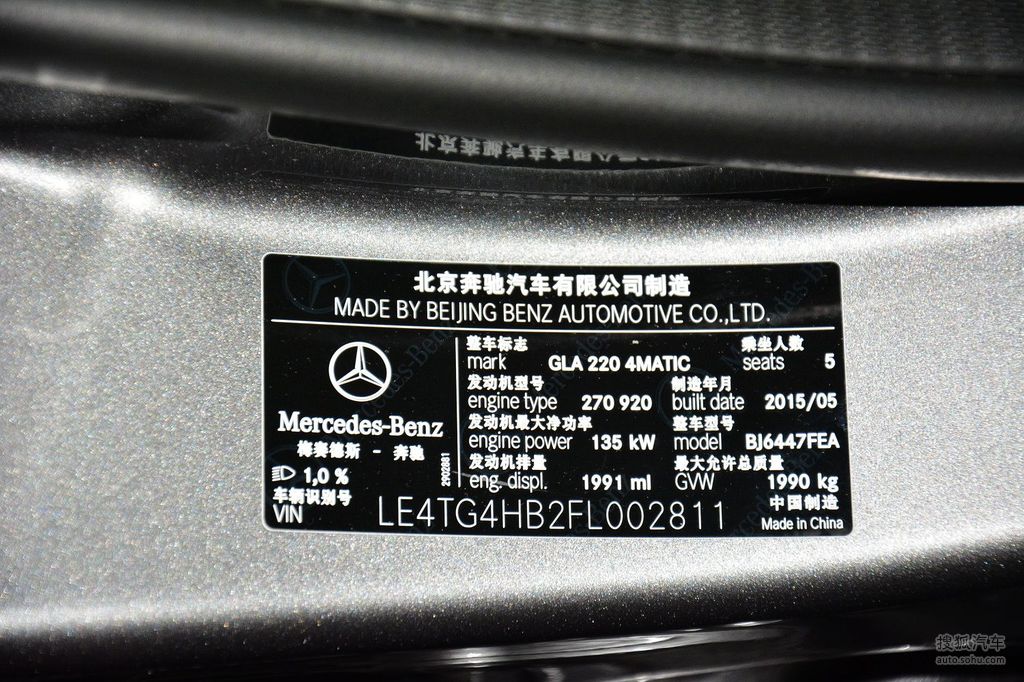 北京奔驰汽车有限公司制造
MADE BY BEIJING BENZ AUTOMOTIVE CO.,LTD.
Mercedes-Benz
梅赛德斯 - 奔驰
1,0 %
2902881
整车标志 乘坐人数
mark GLA 220 4MATIC seats 5
发动机型号 制造年月
engine type 270 920 built date 2015/05
发动机最大净功率 整车型号
engine power 135 kW model BJ6447FEA
发动机排量 最大允许总质量
eng. displ. 1991 ml GVW 1990 kg
车辆识别号 中国制造
VIN LE4TG4HB2FL002811 Made in China
搜狐汽车
auto.sohu.com